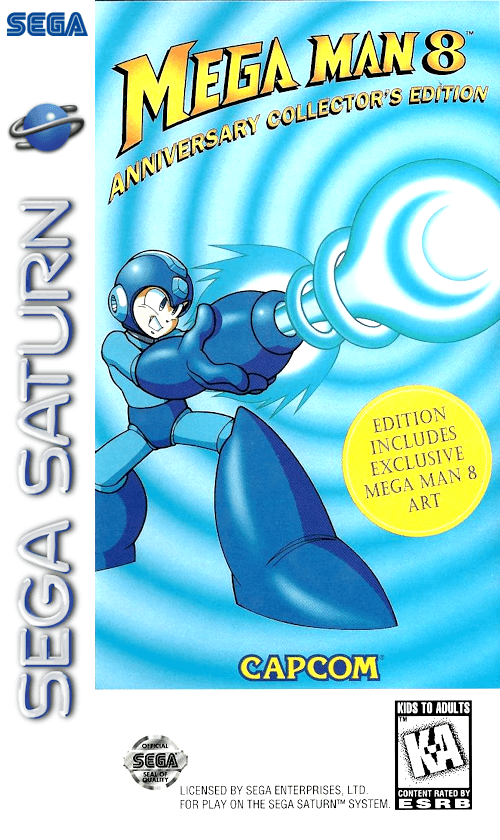 SEGA
MEGA MAN 8™
ANNIVERSARY COLLECTOR'S EDITION
SEGA SATURN
EDITION
INCLUDES
EXCLUSIVE
MEGA MAN 8
ART
CAPCOM®
OFFICIAL
SEGA
SEAL OF
QUALITY
LICENSED BY SEGA ENTERPRISES, LTD.
FOR PLAY ON THE SEGA SATURN™ SYSTEM.
KIDS TO ADULTS
™
K-A
CONTENT RATED BY
ESRB